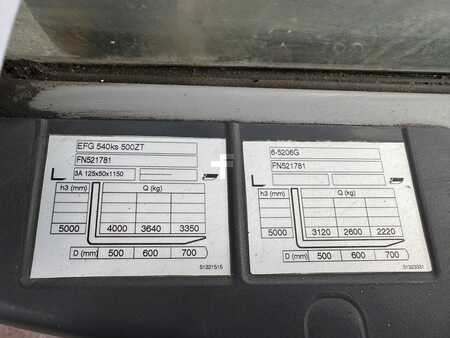 EFG 540ks 500ZT
FN521781
3A 125x50x1150
h3 (mm) Q (kg)
5000 4000 3640 3350
D (mm) 500 600 700
51321515
6-5206G
FN521781
h3 (mm) Q (kg)
5000 3120 2600 2220
D (mm) 500 600 700